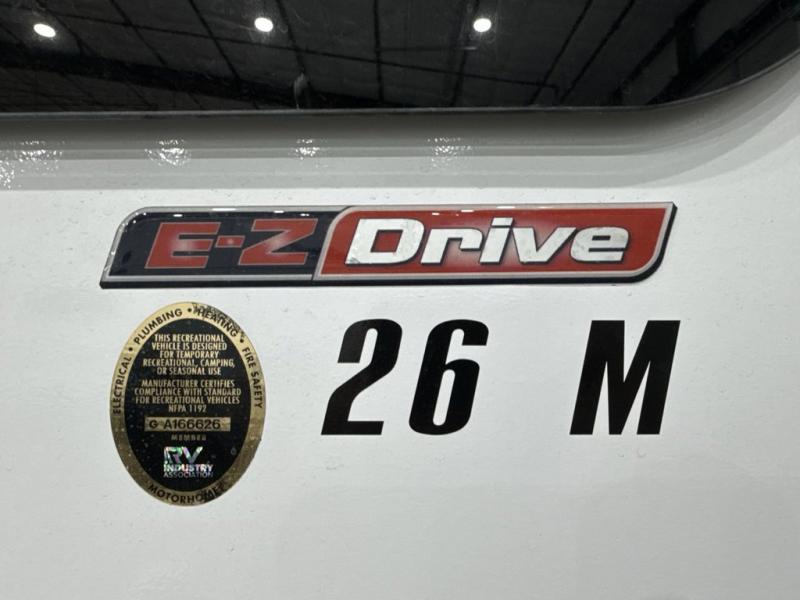 E-Z Drive
26 M
ELECTRICAL • PLUMBING • HEATING • FIRE SAFETY
THIS RECREATIONAL
VEHICLE IS DESIGNED
FOR TEMPORARY
RECREATIONAL, CAMPING,
OR SEASONAL USE
MANUFACTURER CERTIFIES
COMPLIANCE WITH STANDARD
FOR RECREATIONAL VEHICLES
NFPA 1192
G A166626
MEMBER
RV
INDUSTRY
ASSOCIATION
MOTORHOME